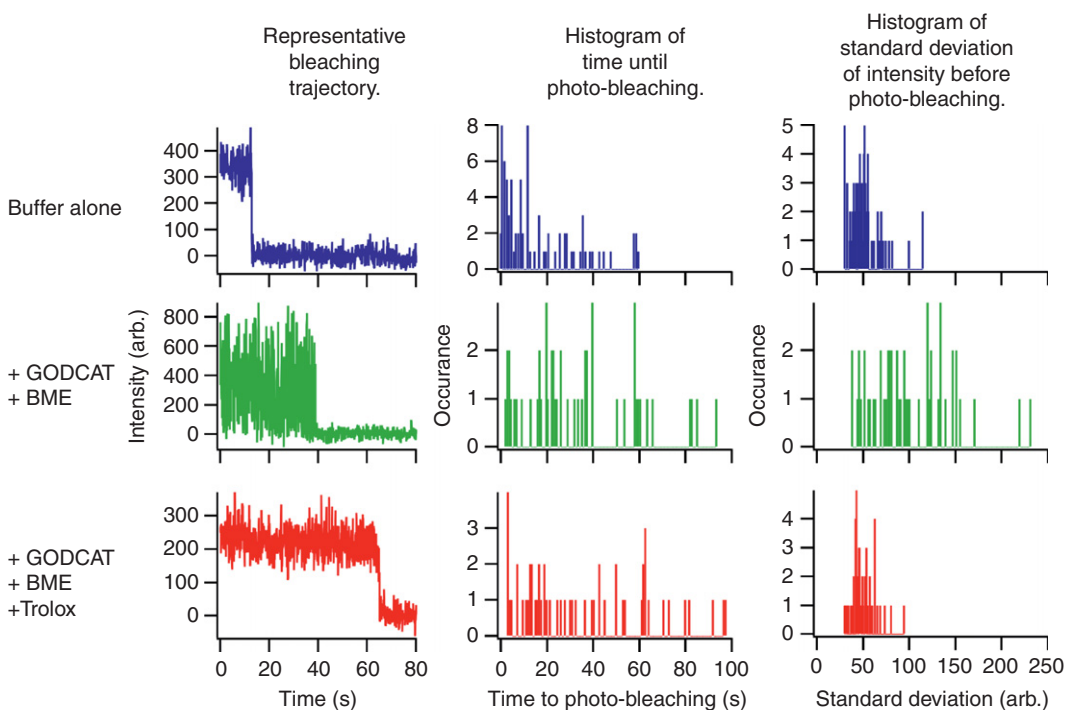 Representative
bleaching
trajectory.
Histogram of
time until
photo-bleaching.
Histogram of
standard deviation
of intensity before
photo-bleaching.
Buffer alone
400
300
200
100
0
8
6
4
2
0
5
4
3
2
1
0
+ GODCAT
+ BME
Intensity (arb.)
800
600
400
200
0
Occurance
2
1
0
Occurance
2
1
0
+ GODCAT
+ BME
+Trolox
300
200
100
0
3
2
1
0
4
3
2
1
0
0 20 40 60 80
0 20 40 60 80 100
0 50 100 150 200 250
Time (s)
Time to photo-bleaching (s)
Standard deviation (arb.)